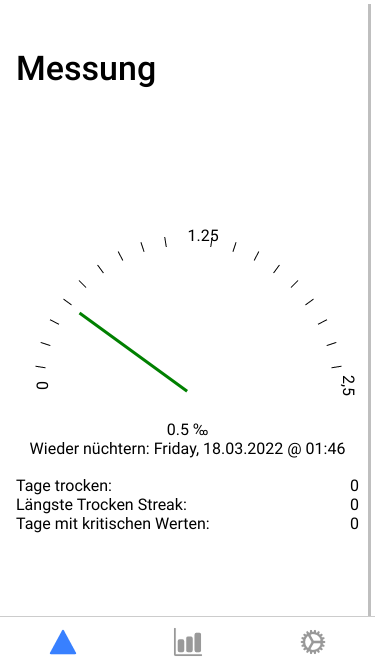 Messung
1.25
0
2,5
0.5 ‰
Wieder nüchtern: Friday, 18.03.2022 @ 01:46
Tage trocken: 0
Längste Trocken Streak: 0
Tage mit kritischen Werten: 0